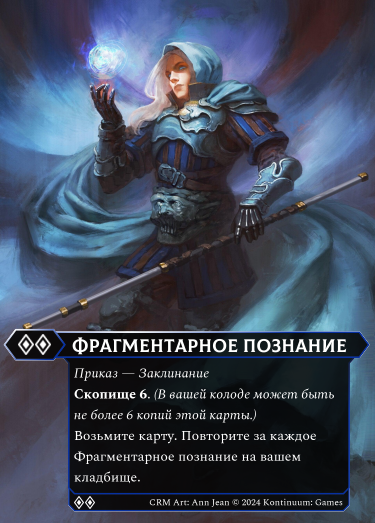 ФРАГМЕНТАРНОЕ ПОЗНАНИЕ
Приказ — Заклинание
Скопище 6. (В вашей колоде может быть
не более 6 копий этой карты.)
Возьмите карту. Повторите за каждое
Фрагментарное познание на вашем
кладбище.
CRM Art: Ann Jean © 2024 Kontinuum: Games